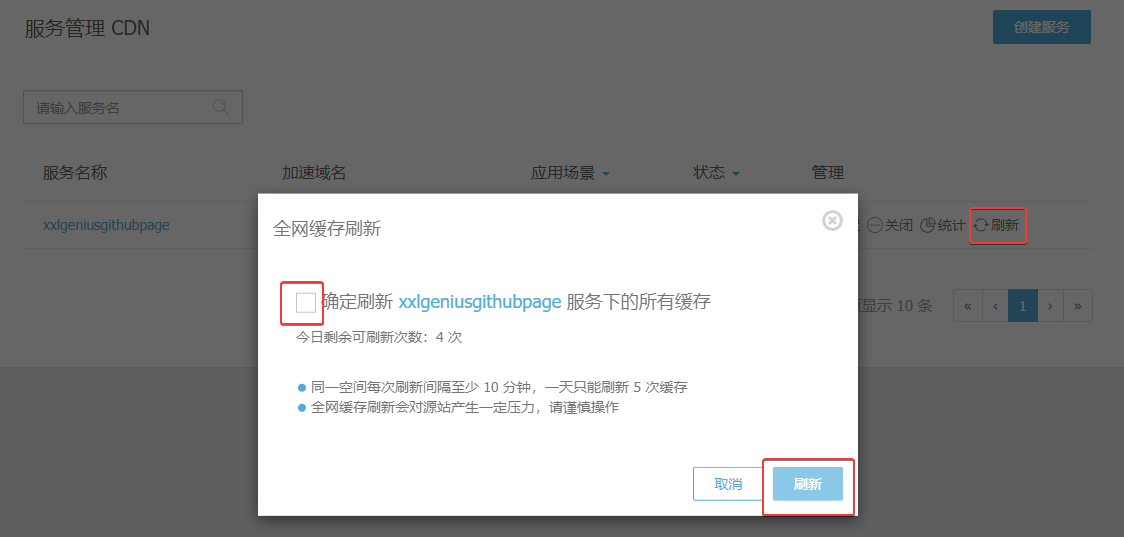 服务管理 CDN
创建服务
请输入服务名
服务名称 加速域名 应用场景 状态 管理
xxlgeniusgithubpage 关闭 统计 刷新
全网缓存刷新
确定刷新 xxlgeniusgithubpage 服务下的所有缓存
显示 10 条 « ‹ 1 › »
今日剩余可刷新次数：4 次
同一空间每次刷新间隔至少 10 分钟，一天只能刷新 5 次缓存
全网缓存刷新会对源站产生一定压力，请谨慎操作
取消 刷新